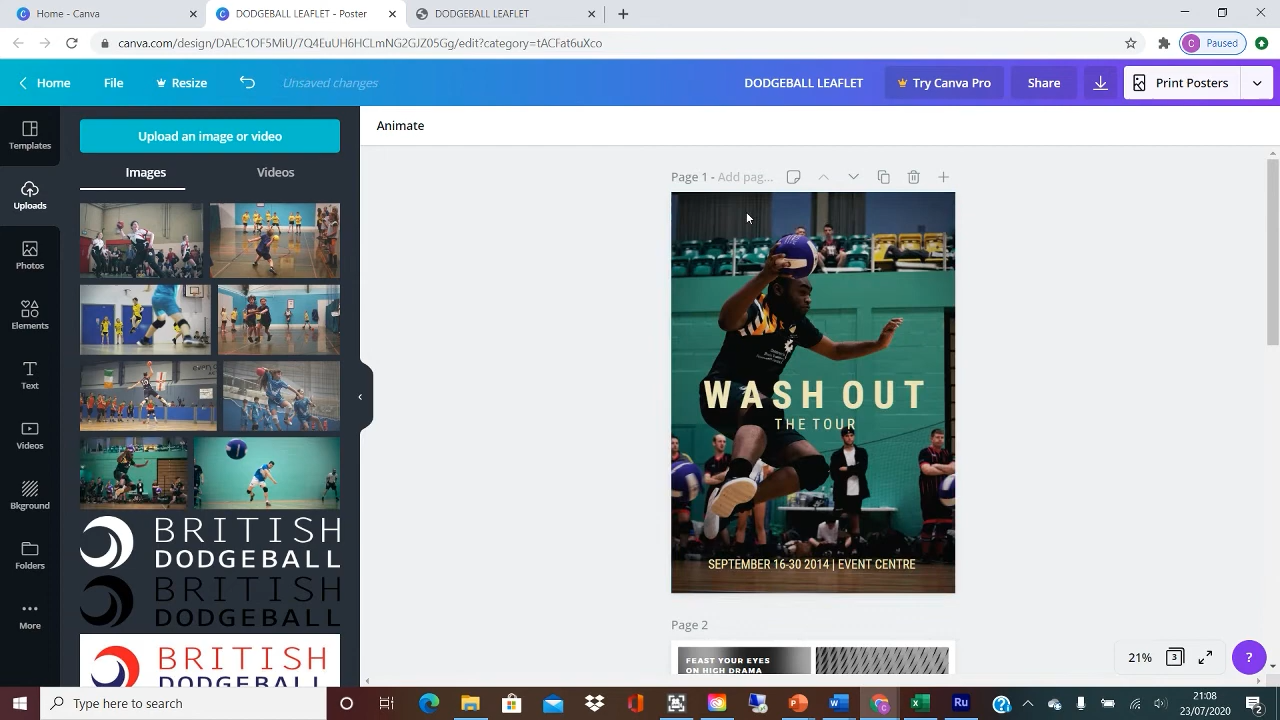 Home - Canva
DODGEBALL LEAFLET - Poster
DODGEBALL LEAFLET
canva.com/design/DAEC1OF5MiU/7Q4EuUH6HCLmNG2GJZ05Gg/edit?category=tACFat6uXco
C Paused
Home
File
Resize
Unsaved changes
DODGEBALL LEAFLET
Try Canva Pro
Share
Print Posters
Animate
Templates
Uploads
Photos
Elements
Text
Videos
Bkground
Folders
More
Upload an image or video
Images
Videos
BRITISH
DODGEBALL
BRITISH
DODGEBALL
BRITISH
DODGEBALL
Page 1 - Add pag...
WASH OUT
THE TOUR
SEPTEMBER 16-30 2014 | EVENT CENTRE
Page 2
FEAST YOUR EYES
ON HIGH DRAMA
21%
3
?
Type here to search
21:08
23/07/2020
2